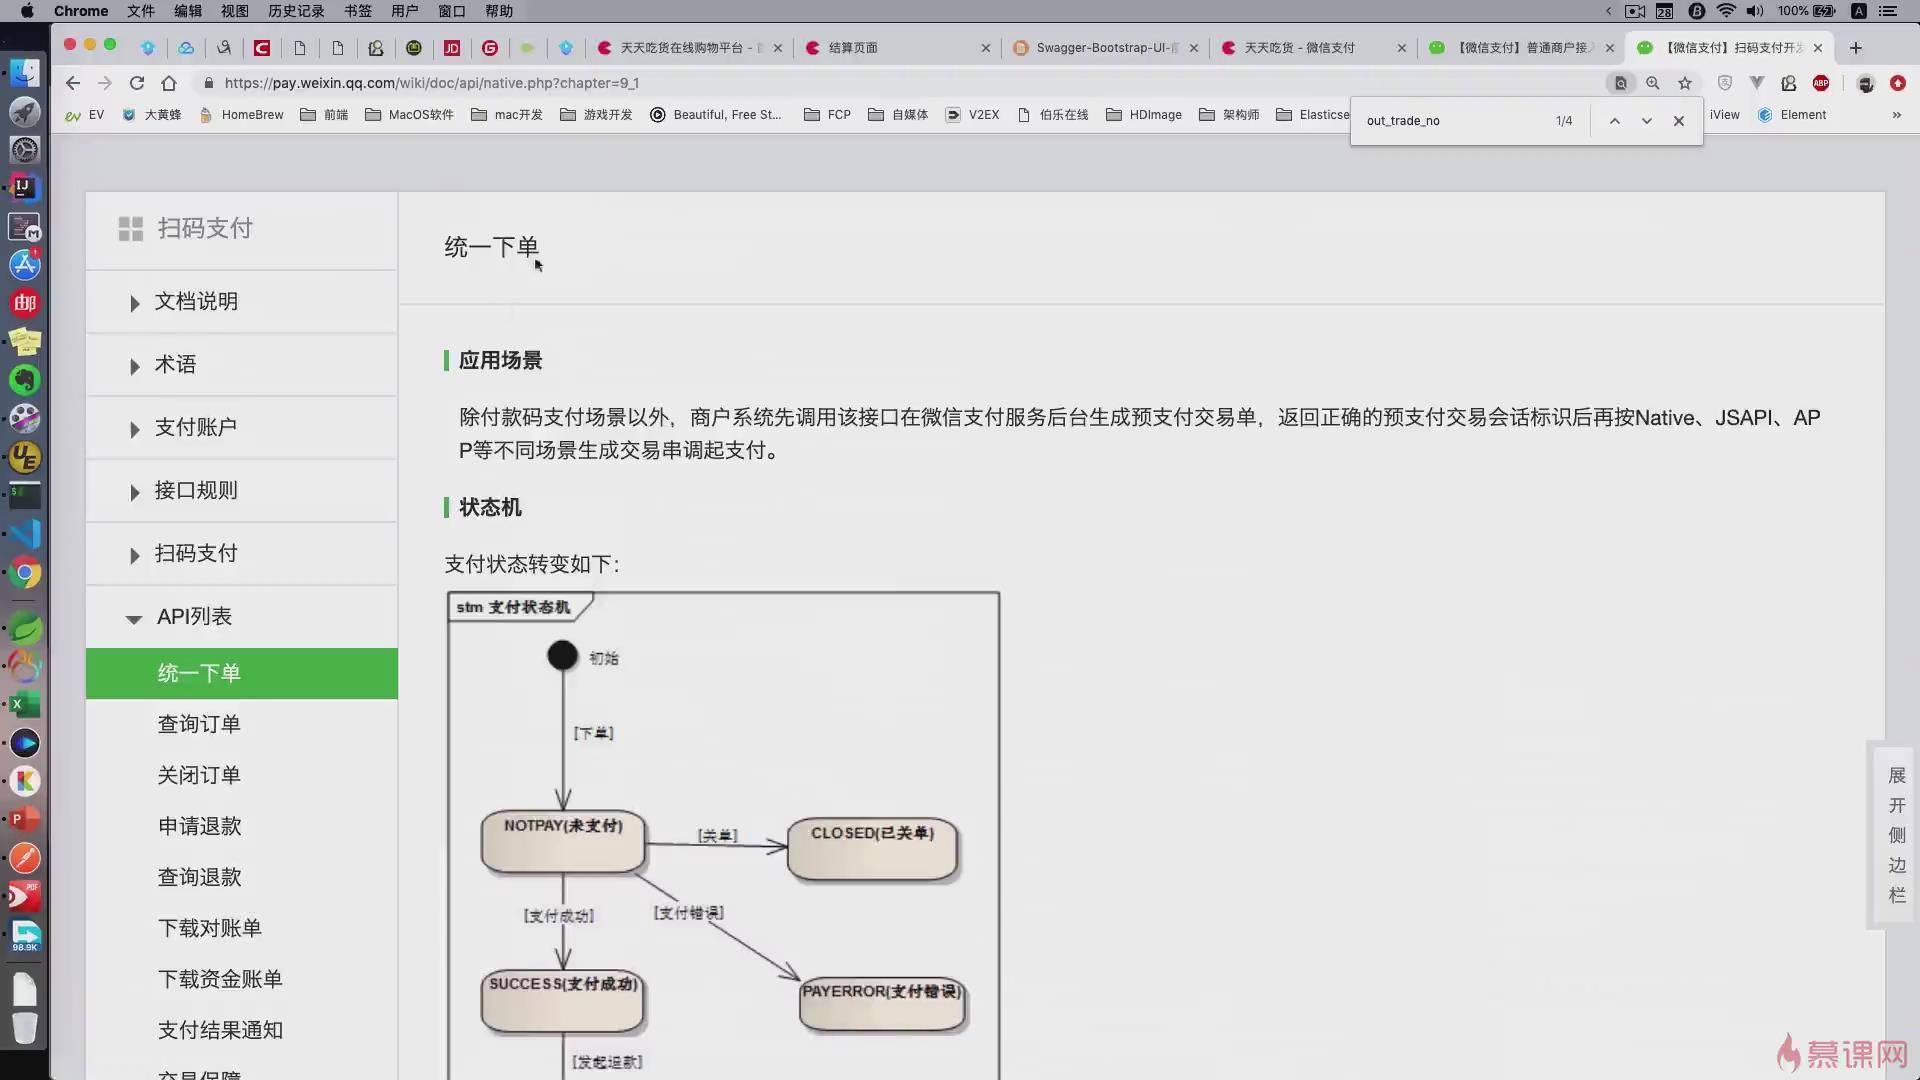 Chrome 文件 编辑 视图 历史记录 书签 用户 窗口 帮助
28 100% A
天天吃货在线购物平台 - 结算页面 Swagger-Bootstrap-UI- 天天吃货 - 微信支付 【微信支付】普通商户接 【微信支付】扫码支付开
https://pay.weixin.qq.com/wiki/doc/api/native.php?chapter=9_1
ABP
EV 大黄蜂 HomeBrew 前端 MacOS软件 mac开发 游戏开发 Beautiful, Free St... FCP 自媒体 V2EX 伯乐在线 HDImage 架构师 Elasticse iView Element
out_trade_no 1/4
扫码支付
文档说明
术语
支付账户
接口规则
扫码支付
API列表
统一下单
查询订单
关闭订单
申请退款
查询退款
下载对账单
下载资金账单
支付结果通知
统一下单
应用场景
除付款码支付场景以外，商户系统先调用该接口在微信支付服务后台生成预支付交易单，返回正确的预支付交易会话标识后再按Native、JSAPI、AP
P等不同场景生成交易串调起支付。
状态机
支付状态转变如下：
stm 支付状态机
初始
[下单]
NOTPAY(未支付)
[关单]
CLOSED(已关单)
[支付成功]
[支付错误]
SUCCESS(支付成功)
PAYERROR(支付错误)
[发起退款]
展
开
侧
边
栏
98.9K
慕课网